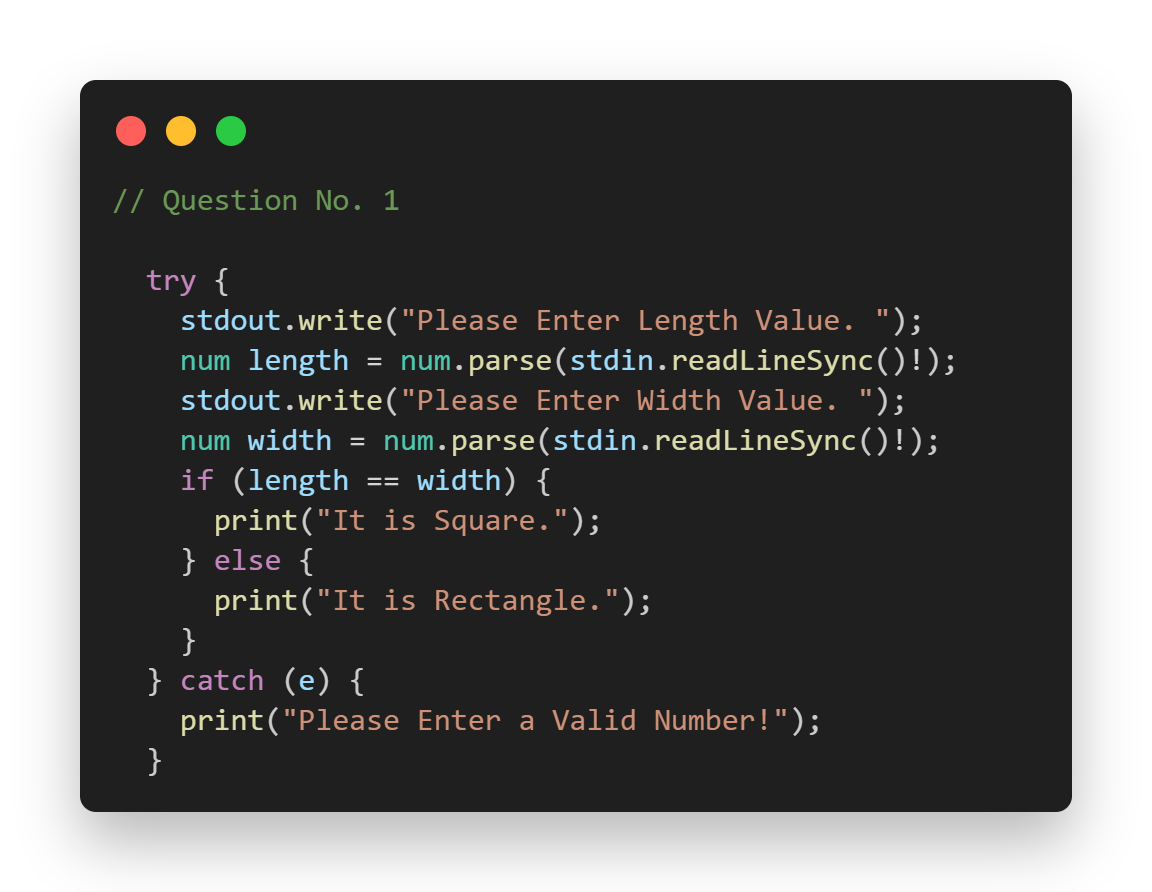 // Question No. 1
try {
stdout.write("Please Enter Length Value. ");
num length = num.parse(stdin.readLineSync()!);
stdout.write("Please Enter Width Value. ");
num width = num.parse(stdin.readLineSync()!);
if (length == width) {
print("It is Square.");
} else {
print("It is Rectangle.");
}
} catch (e) {
print("Please Enter a Valid Number!");
}